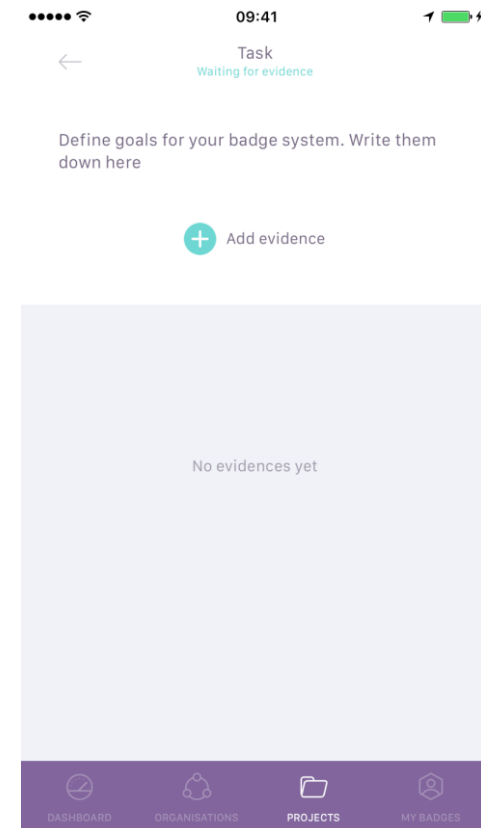 09:41
Task
Waiting for evidence
Define goals for your badge system. Write them
down here
Add evidence
No evidences yet
DASHBOARD
ORGANISATIONS
PROJECTS
MY BADGES